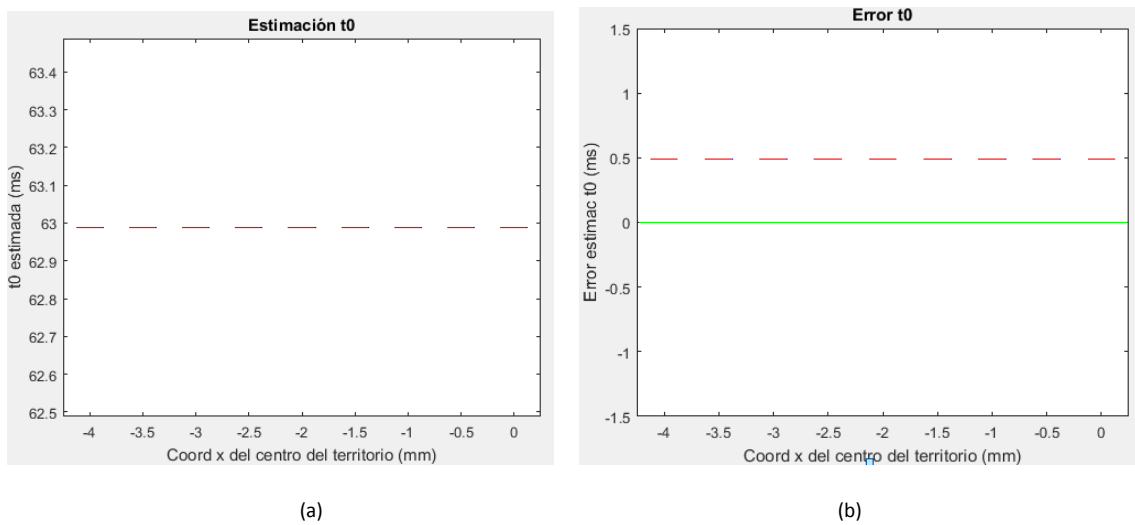 Estimación t0
t0 estimada (ms)
63.4
63.3
63.2
63.1
63
62.9
62.8
62.7
62.6
62.5
-4 -3.5 -3 -2.5 -2 -1.5 -1 -0.5 0
Coord x del centro del territorio (mm)
(a)
Error t0
Error estimac t0 (ms)
1.5
1
0.5
0
-0.5
-1
-1.5
-4 -3.5 -3 -2.5 -2 -1.5 -1 -0.5 0
Coord x del centro del territorio (mm)
(b)